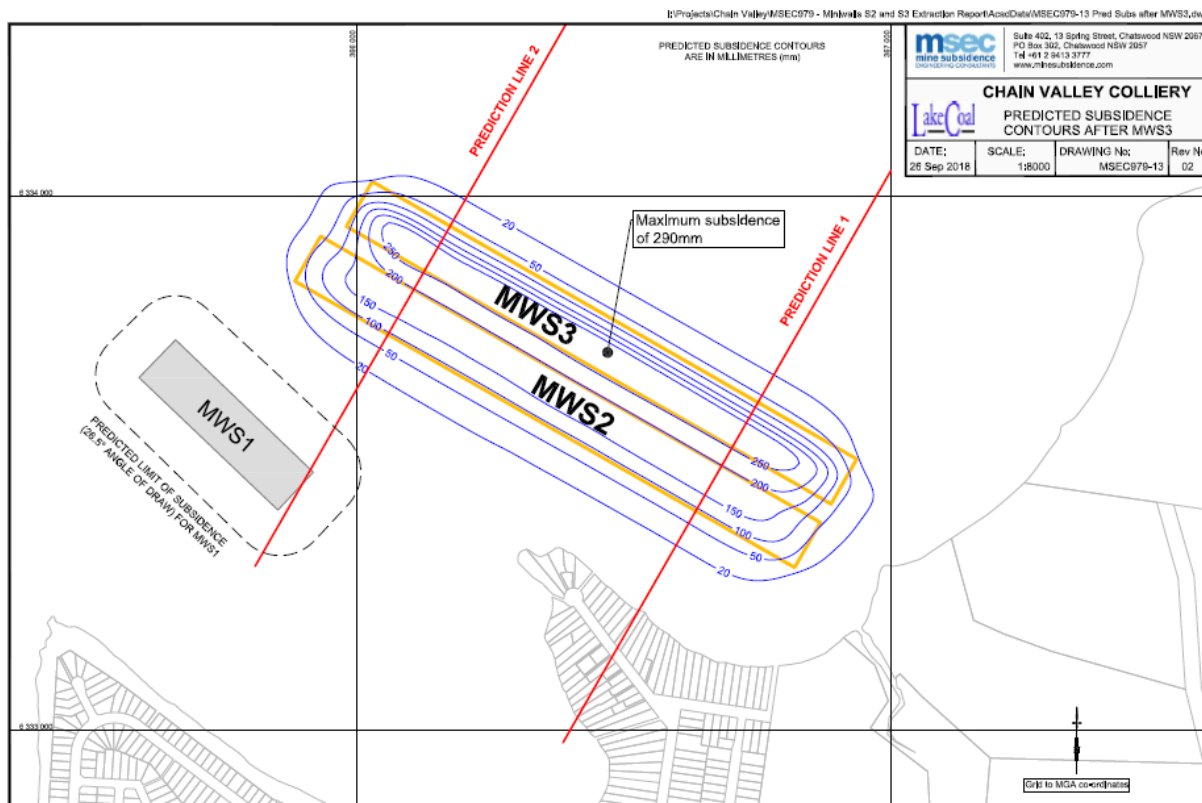 I:\Projects\Chain Valley\MSEC979 - Miniwalls S2 and S3 Extraction Report\AcadData\MSEC979-13 Pred Subs after MWS3.dw
msec
mine subsidence
ENGINEERING CONSULTANTS
Suite 402, 13 Spring Street, Chatswood NSW 2067
PO Box 302, Chatswood NSW 2057
Tel +61 2 9413 3777
www.minesubsidence.com
LakeCoal
CHAIN VALLEY COLLIERY
PREDICTED SUBSIDENCE
CONTOURS AFTER MWS3
DATE:
26 Sep 2018
SCALE:
1:8000
DRAWING No:
MSEC979-13
Rev No
02
PREDICTED SUBSIDENCE CONTOURS
ARE IN MILLIMETRES (mm)
366 000
367 000
PREDICTION LINE 2
PREDICTION LINE 1
6 334 000
20
50
Maximum subsidence
of 290mm
250
200
MWS3
150
100
50
20
MWS2
MWS1
PREDICTED LIMIT OF SUBSIDENCE
(26.5° ANGLE OF DRAW) FOR MWS1
250
200
150
100
50
20
6 333 000
Grid to MGA co-ordinates